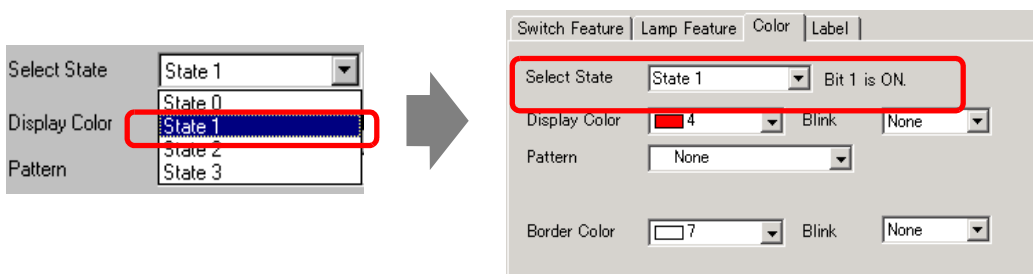 Select State State 1
State 0
Display Color State 1
State 2
Pattern State 3
Switch Feature Lamp Feature Color Label
Select State State 1 Bit 1 is ON.
Display Color 4 Blink None
Pattern None
Border Color 7 Blink None